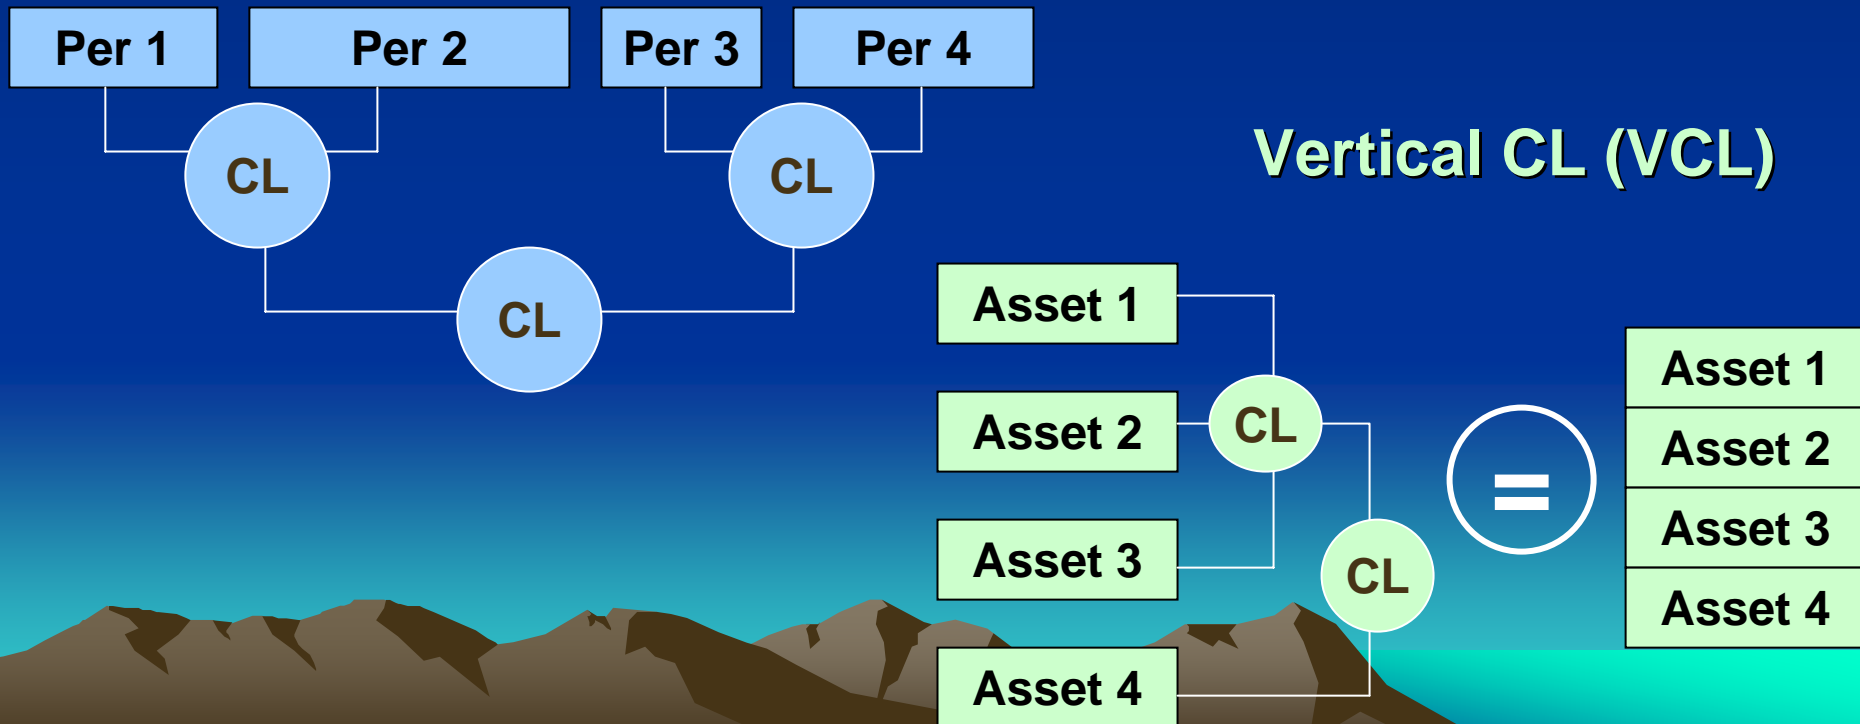 Per 1
Per 2
Per 3
Per 4
CL
CL
CL
Vertical CL (VCL)
Asset 1
Asset 2
Asset 3
Asset 4
CL
CL
=
Asset 1
Asset 2
Asset 3
Asset 4